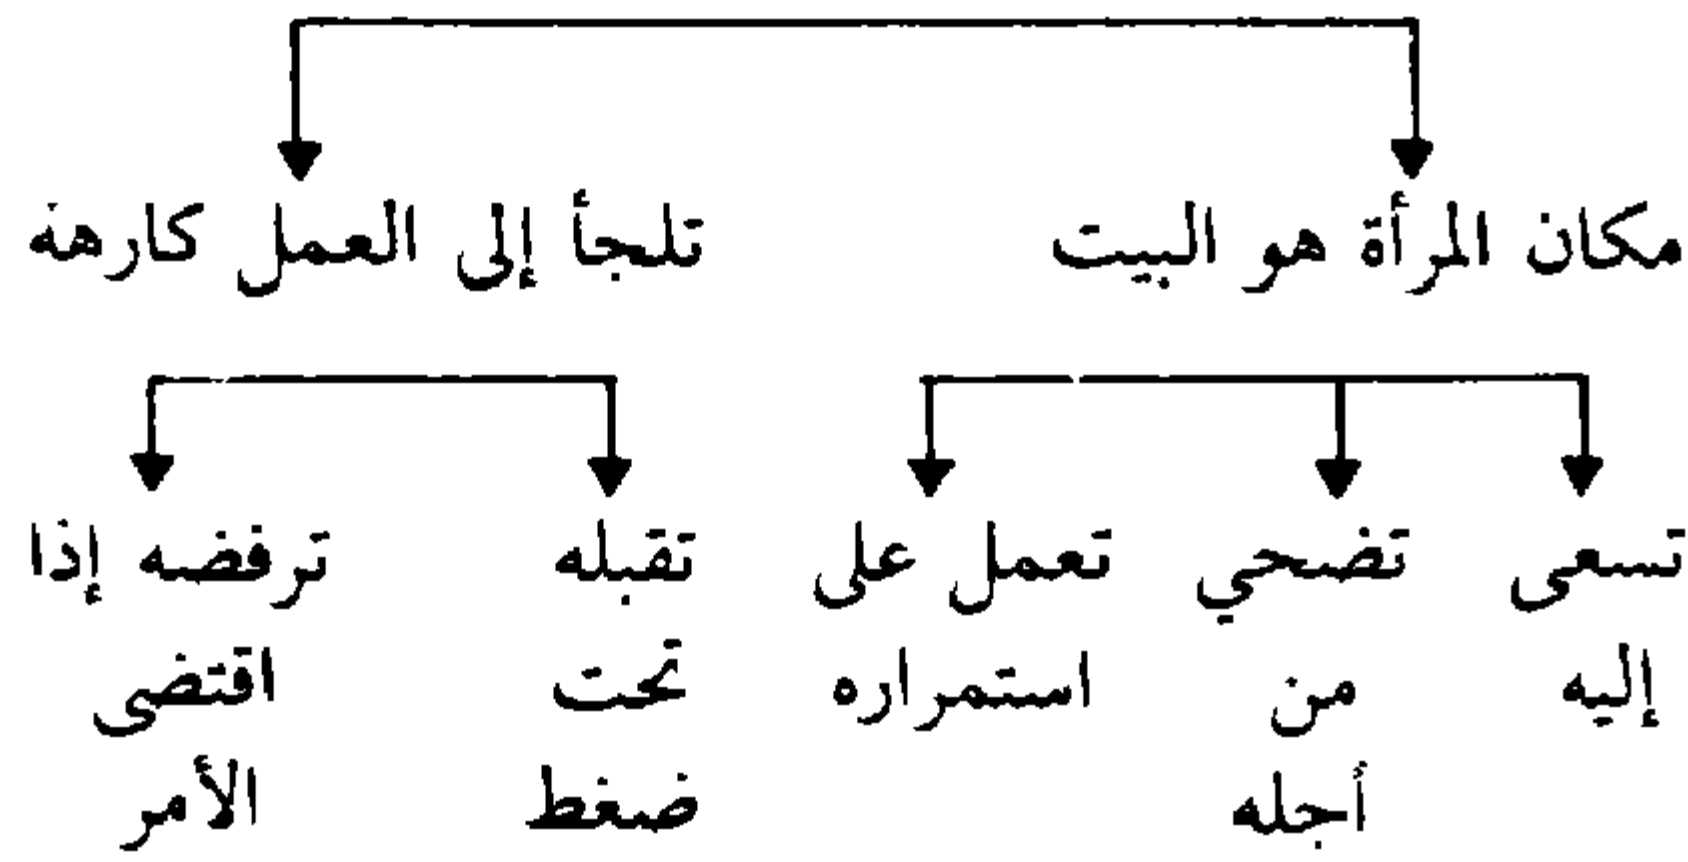 مكان المرأة هو البيت
تلجأ إلى العمل كارهة
تسعى
إليه
تضحي
من
أجله
تعمل على
استمراره
تقبله
تحت
ضغط
ترفضه إذا
اقتضى
الأمر